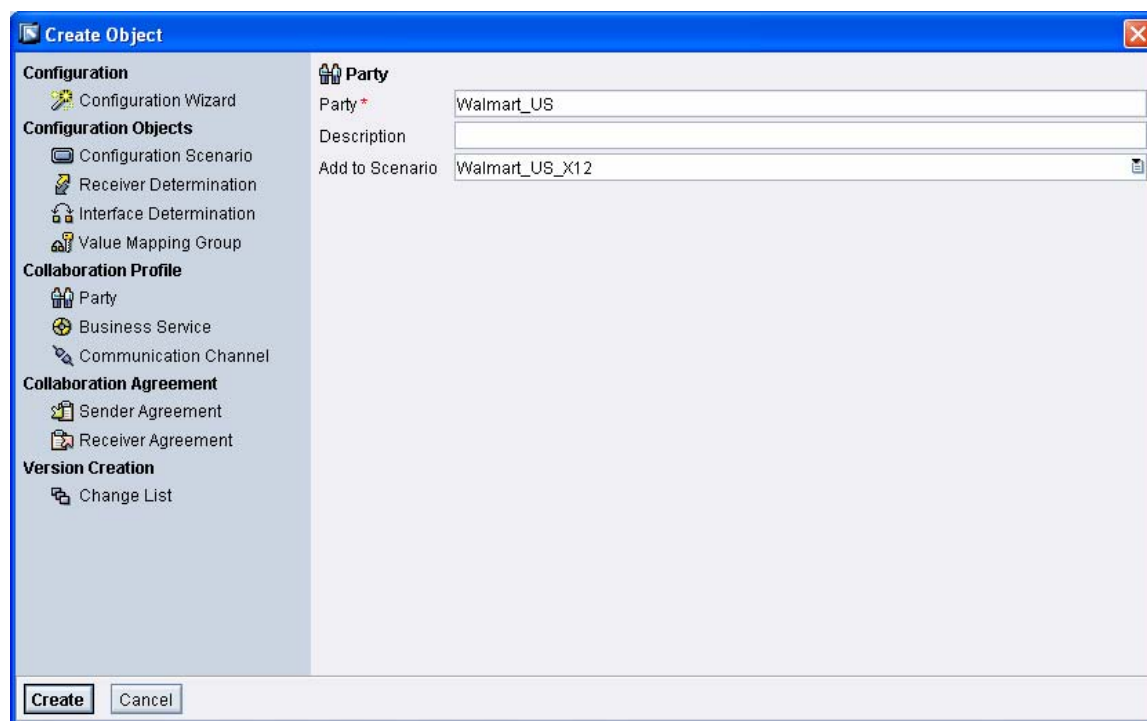 Create Object
Configuration
Configuration Wizard
Configuration Objects
Configuration Scenario
Receiver Determination
Interface Determination
Value Mapping Group
Collaboration Profile
Party
Business Service
Communication Channel
Collaboration Agreement
Sender Agreement
Receiver Agreement
Version Creation
Change List
Party
Party * Walmart_US
Description
Add to Scenario Walmart_US_X12
Create Cancel